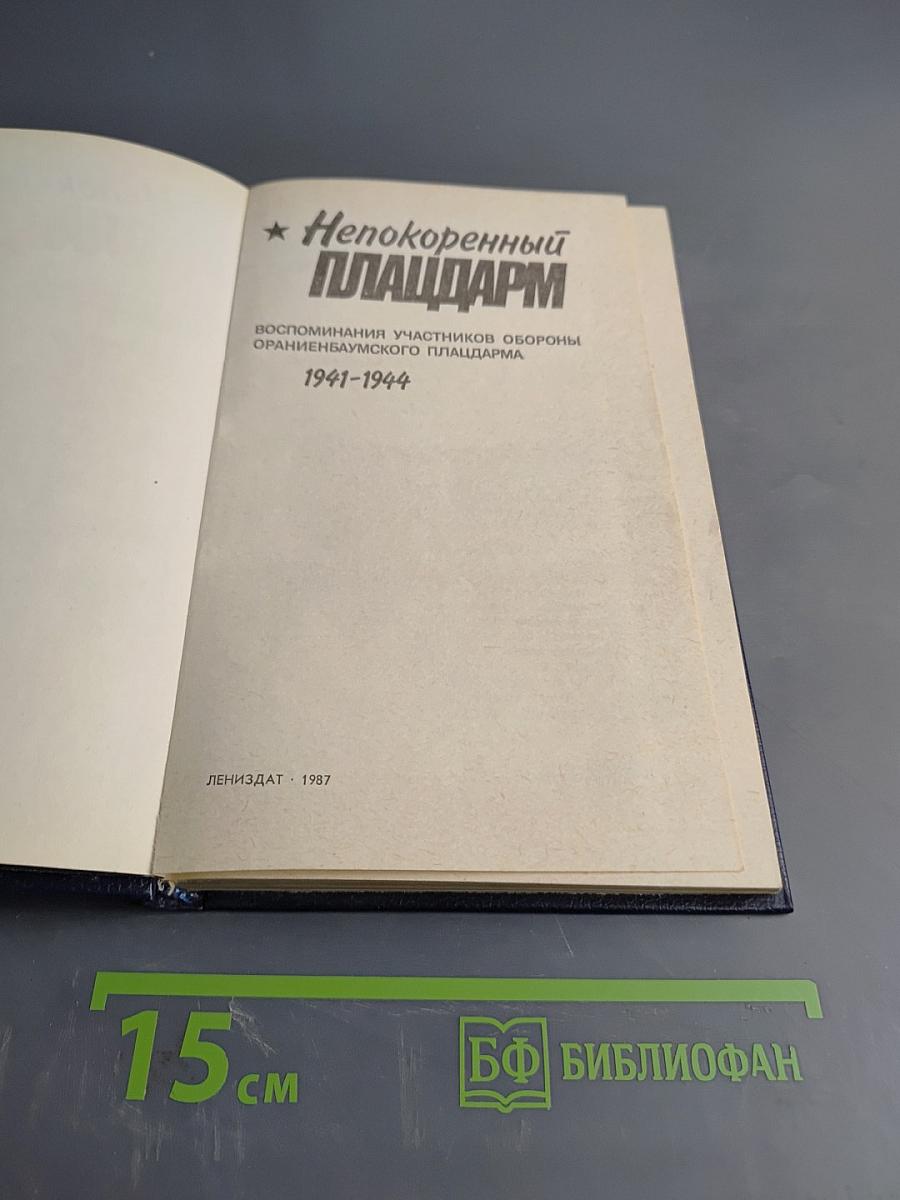 Непокоренный
ПЛАЦДАРМ
ВОСПОМИНАНИЯ УЧАСТНИКОВ ОБОРОНЫ
ОРАНИЕНБАУМСКОГО ПЛАЦДАРМА
1941-1944
ЛЕНИЗДАТ · 1987
15 см
БФ БИБЛИОФАН